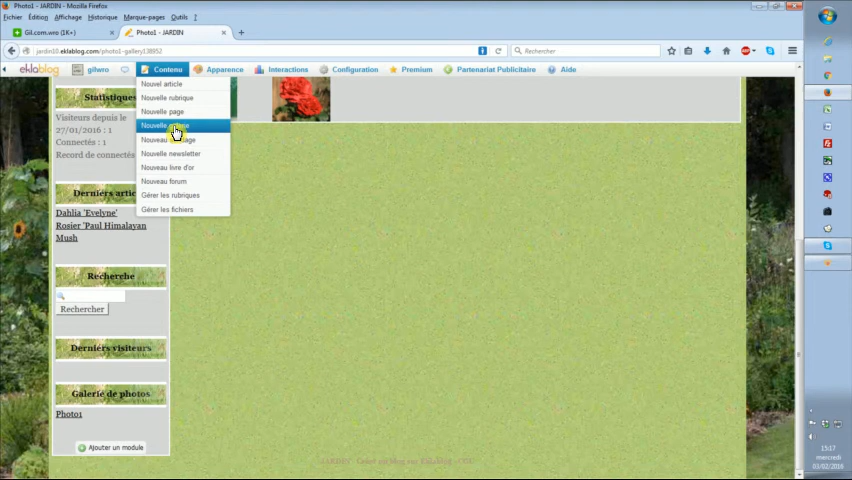 Photo1 - JARDIN - Mozilla Firefox
Fichier Édition Affichage Historique Marque-pages Outils ?
Gil.com.wro (1K+)
Photo1 - JARDIN
jardin10.eklablog.com/photo1-gallery138952
Rechercher
eklablog gilwro Contenu Apparence Interactions Configuration Premium Partenariat Publicitaire Aide
Nouvel article
Nouvelle rubrique
Nouvelle page
Nouvelle
Nouveau
Nouvelle newsletter
Nouveau livre d'or
Nouveau forum
Gérer les rubriques
Gérer les fichiers
Statistiques
Visiteurs depuis le
27/01/2016 : 1
Connectés : 1
Record de connectés
Derniers artic
Dahlia 'Evelyne'
Rosier 'Paul Himalayan
Mush
Recherche
Rechercher
Derniers visiteurs
Galerie de photos
Photo1
Ajouter un module
15:17
mercredi
03/02/2016